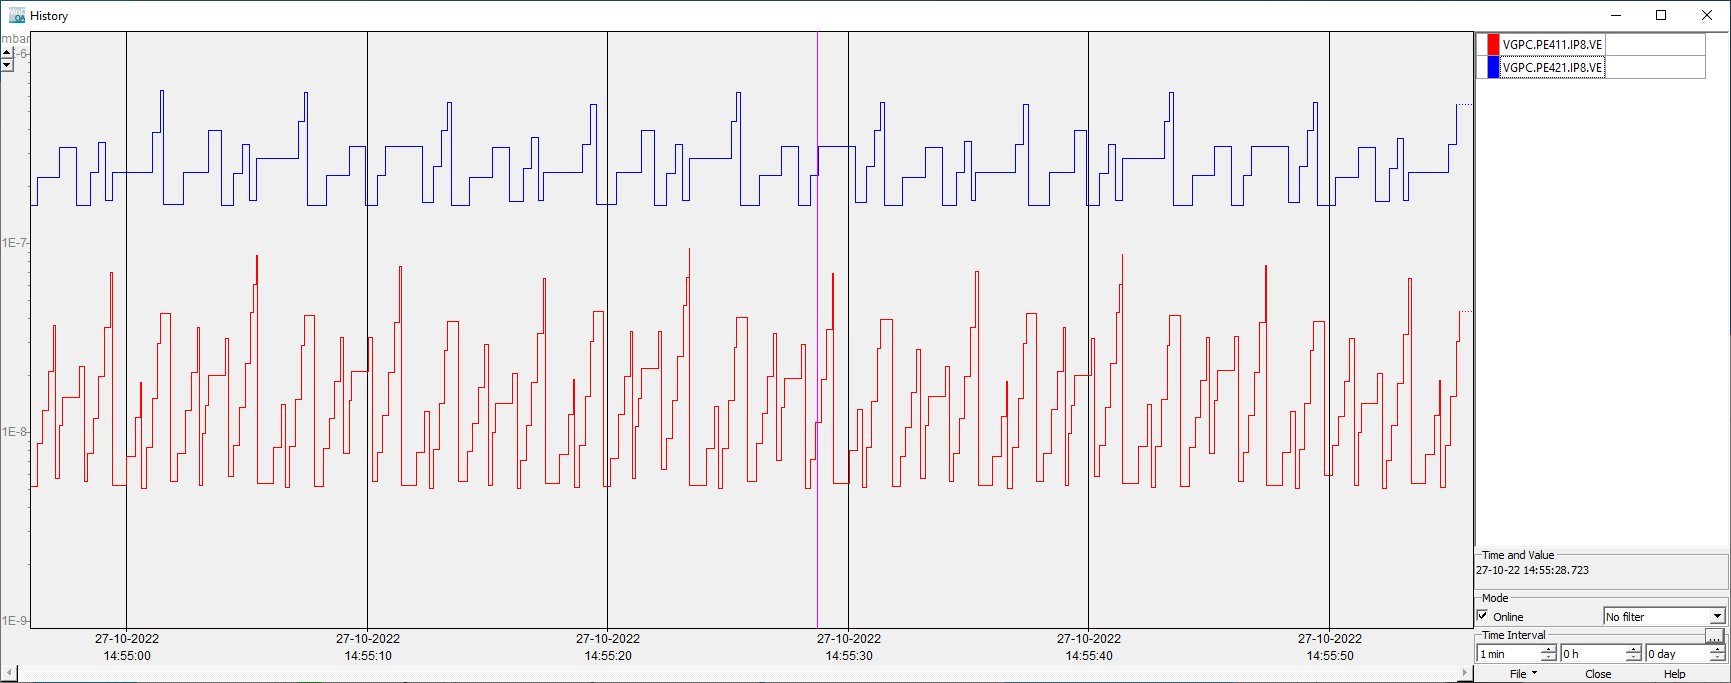 History
mbar
1E-6
1E-7
1E-8
1E-9
27-10-2022
14:55:00
27-10-2022
14:55:10
27-10-2022
14:55:20
27-10-2022
14:55:30
27-10-2022
14:55:40
27-10-2022
14:55:50
VGPC.PE411.IP8.VE
VGPC.PE421.IP8.VE
Time and Value
27-10-22 14:55:28.723
Mode
Online
No filter
Time Interval
...
1 min
0 h
0 day
File
Close
Help